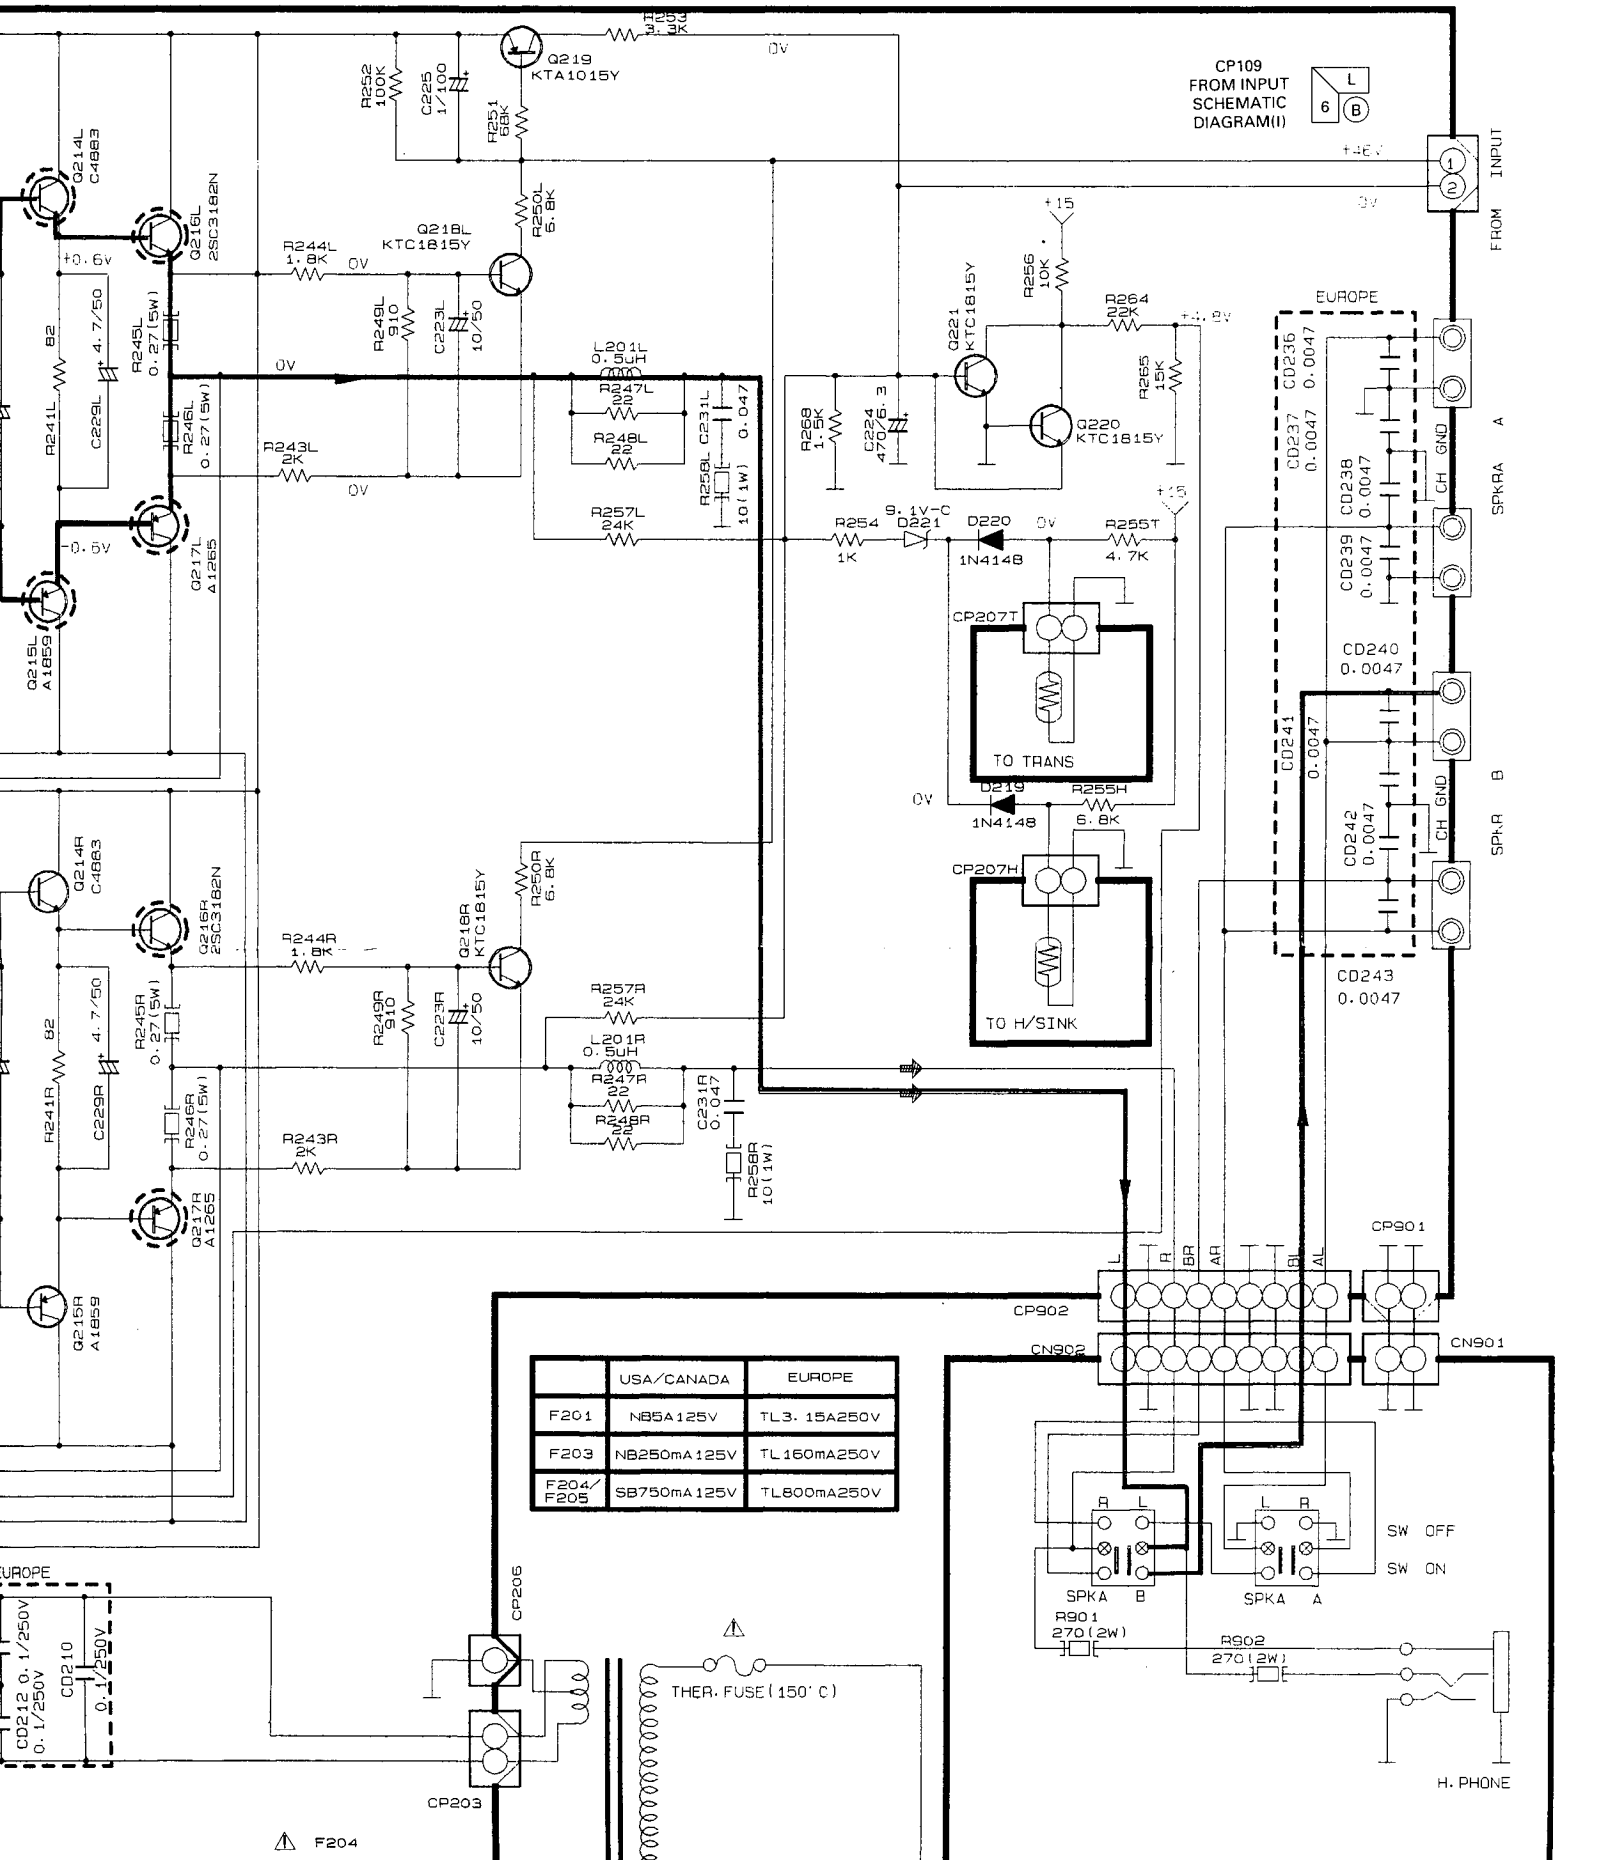 R253
3.3K
0V
Q219
KTA1015Y
R252
100K
C225
1/100
R251
68K
CP109
FROM INPUT
SCHEMATIC
DIAGRAM(I)
L
6
B
+46V
1
2
0V
FROM INPUT
Q214L
C4883
Q216L
2SC3182N
+0.6V
R250L
6.8K
Q218L
KTC1815Y
R244L
1.8K
0V
R249L
910
C223L
10/50
R245L
0.27(5W)
82
R241L
4.7/50
C229L
0V
R246L
0.27(5W)
R243L
2K
0V
L201L
0.5uH
R247L
22
R248L
22
C231L
0.047
R258L
10(1W)
R257L
24K
-0.6V
Q217L
A1265
Q215L
A1859
+15
R256
10K
Q221
KTC1815Y
R264
22K
+4.8V
R265
15K
R268
1.5K
C224
470/6.3
Q220
KTC1815Y
+15
R254
1K
9.1V-C
D221
D220
1N4148
0V
R255T
4.7K
CP207T
TO TRANS
0V
D219
1N4148
R255H
6.8K
CP207H
TO H/SINK
EUROPE
CD236
0.0047
CD237
0.0047
CD238
0.0047
CD239
0.0047
CD240
0.0047
CD241
0.0047
CD242
0.0047
CD243
0.0047
CH GND
SPKRA A
CH GND
SPKR B
Q214R
C4883
Q216R
2SC3182N
R250R
6.8K
Q218R
KTC1815Y
R244R
1.8K
R249R
910
C223R
10/50
R245R
0.27(5W)
82
R241R
4.7/50
C229R
R246R
0.27(5W)
R243R
2K
R257R
24K
L201R
0.5uH
R247R
22
R248R
22
C231R
0.047
R258R
10(1W)
Q217R
A1265
Q215R
A1859
L
R
BR
AR
BL
AL
CP901
CP902
CN902
CN901
USA/CANADA EUROPE
F201 NB5A125V TL3.15A250V
F203 NB250mA125V TL160mA250V
F204/
F205 SB750mA125V TL800mA250V
R L
L R
SW OFF
SW ON
SPKA B
SPKA A
R901
270(2W)
R902
270(2W)
H.PHONE
EUROPE
CD212 0.1/250V
0.1/250V
CD210
0.1/250V
CP206
CP203
THER.FUSE(150°C)
F204